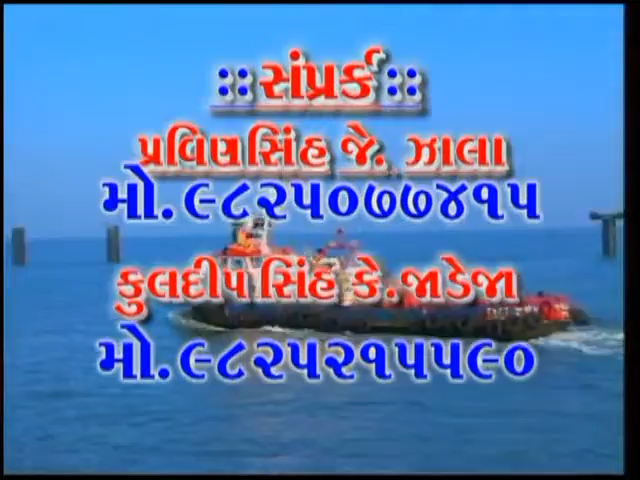 :: સંપ્રર્ક ::
પ્રવિણસિંહ જે. ઝાલા
મો. ૯૮૨૫૦૭૭૪૧૫
કુલદીપ સિંહ કે.જાડેજા
મો. ૯૮૨૫૨૧૫૫૯૦